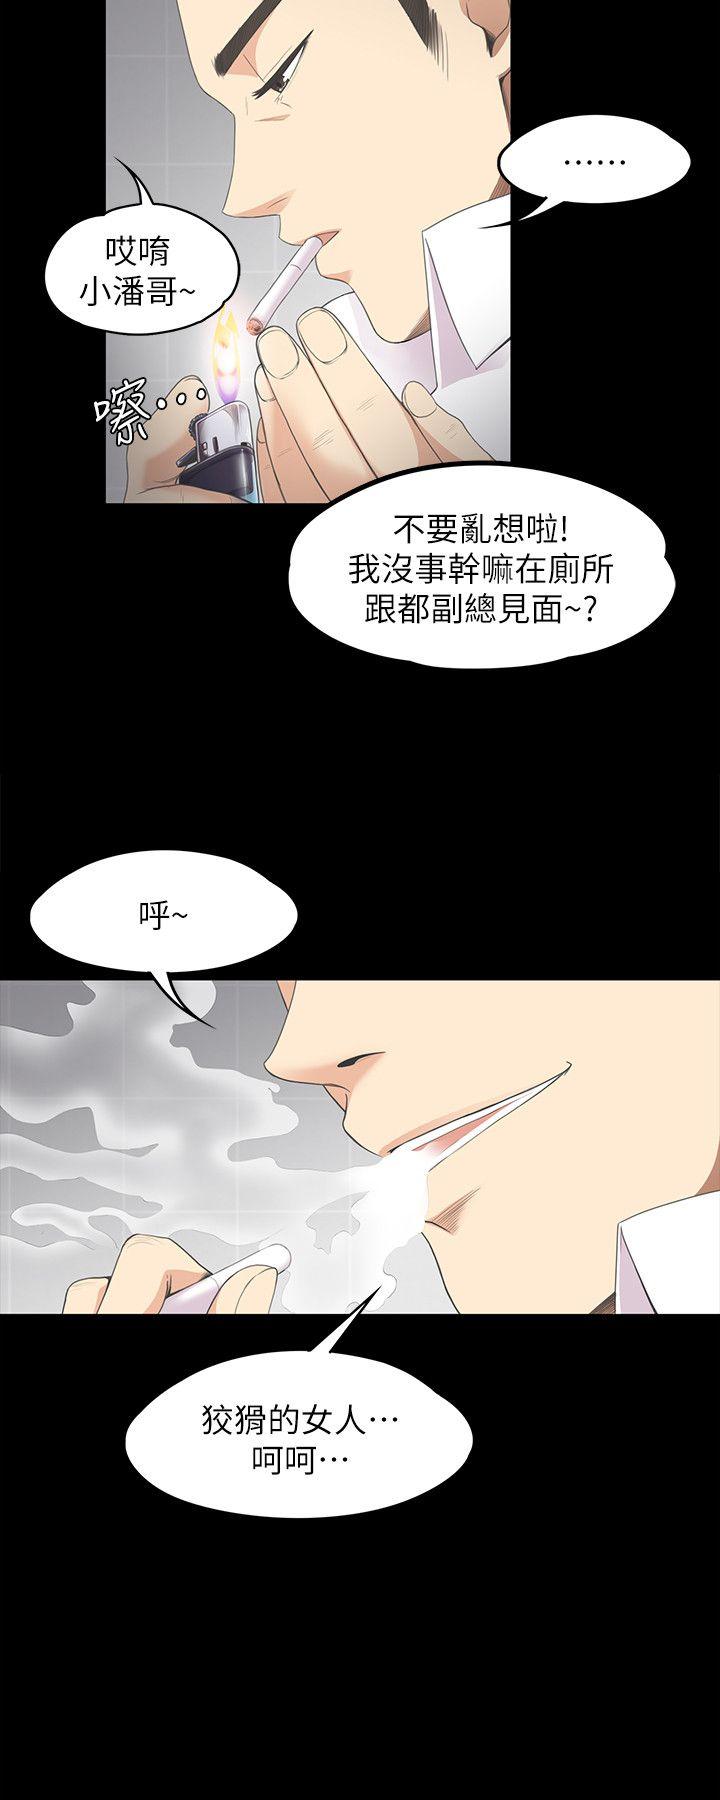 ……
哎唷
小潘哥~
嚓…
不要亂想啦!
我沒事幹嘛在廁所
跟都副總見面~?
呼~
狡猾的女人…
呵呵…